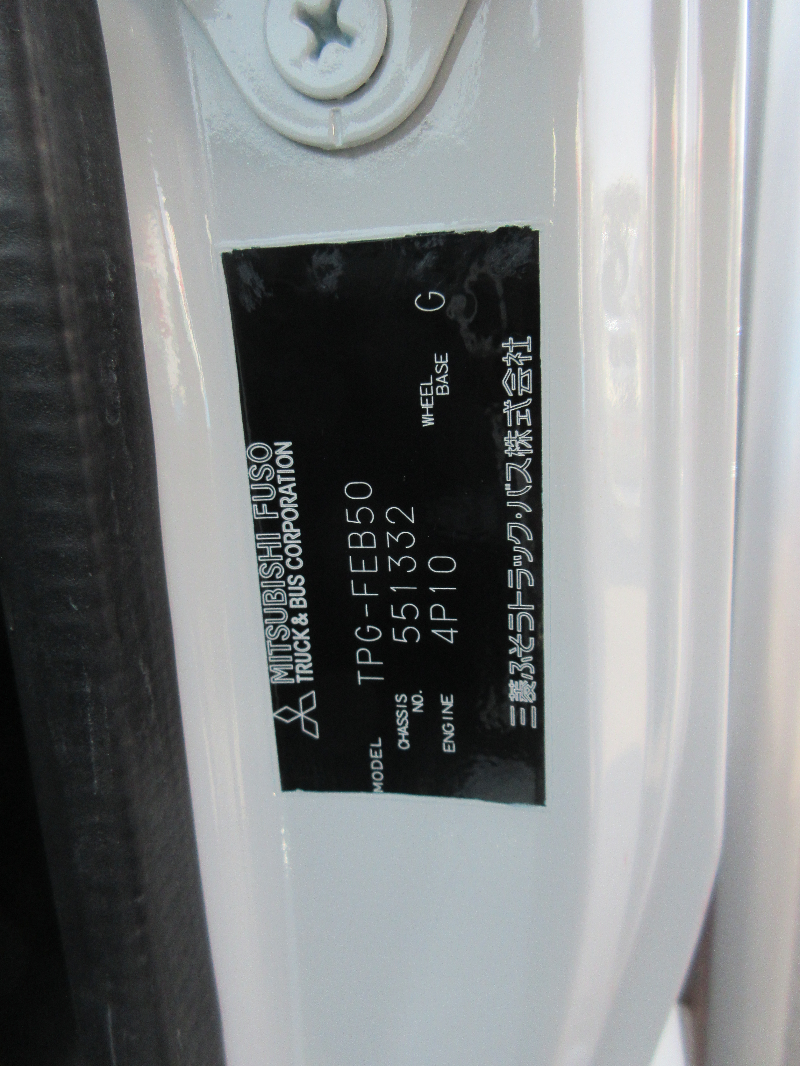 MITSUBISHI FUSO
TRUCK & BUS CORPORATION
MODEL TPG-FEB50
CHASSIS NO. 551332
ENGINE 4P10 WHEEL BASE G
三菱ふそうトラック・バス株式会社